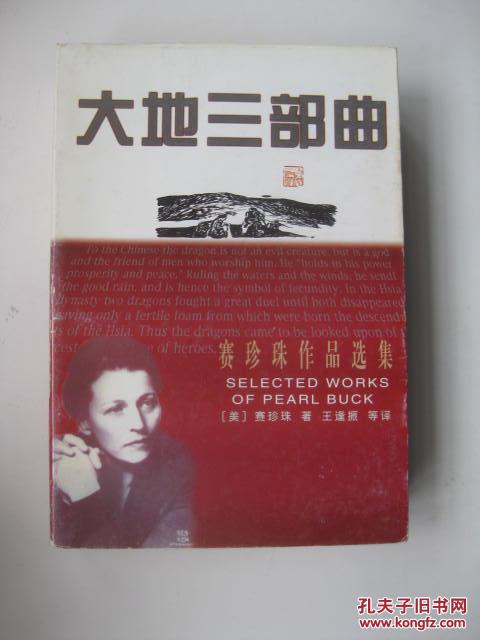 大地三部曲
To the Chinese the dragon is not an evil creature, but is a god
and the friend of men who worship him. He "holds in his power
prosperity and peace." Ruling the waters and the winds, he sends
the good rain, and is hence the symbol of fecundity. In the Hsia
dynasty two dragons fought a great duel until both disappeared
leaving only a fertile foam from which were born the descend
s of the Hsia. Thus the dragons came to be looked upon of
of heroes.
赛珍珠作品选集
SELECTED WORKS
OF PEARL BUCK
[美] 赛珍珠 著 王逢振 等译
孔夫子旧书网
www.kongfz.com